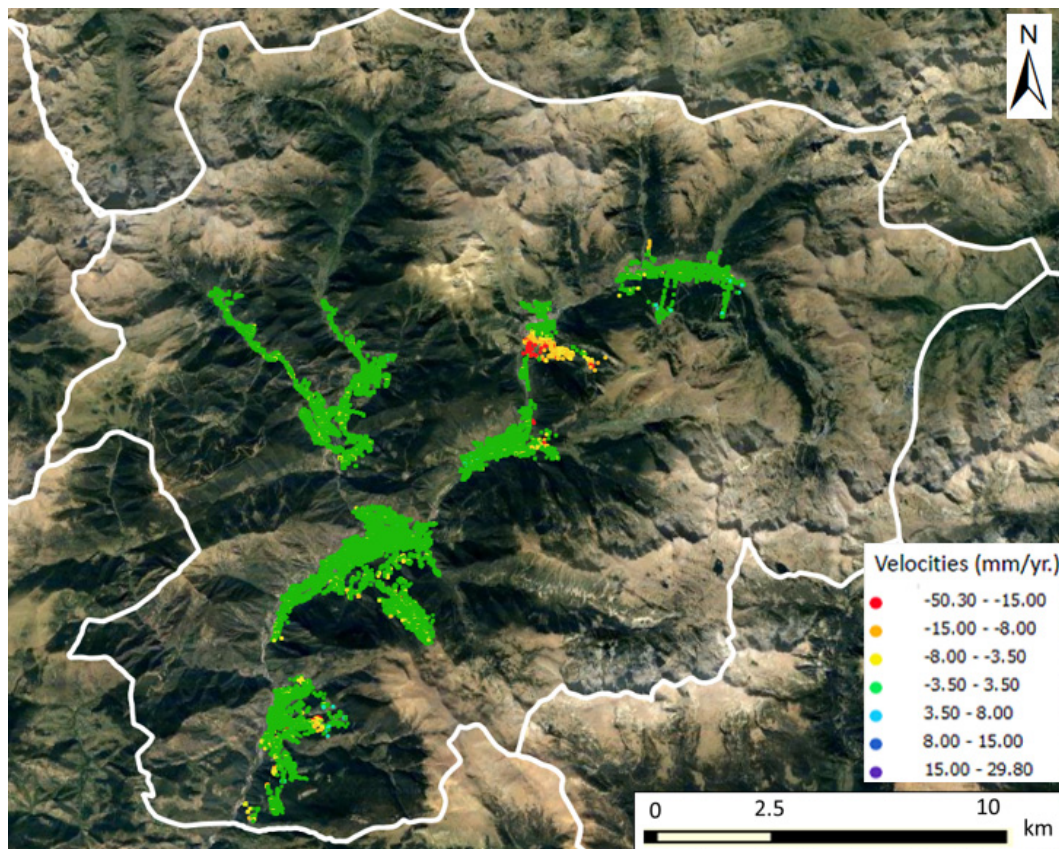 N
Velocities (mm/yr.)
-50.30 - -15.00
-15.00 - -8.00
-8.00 - -3.50
-3.50 - 3.50
3.50 - 8.00
8.00 - 15.00
15.00 - 29.80
0 2.5 10
km